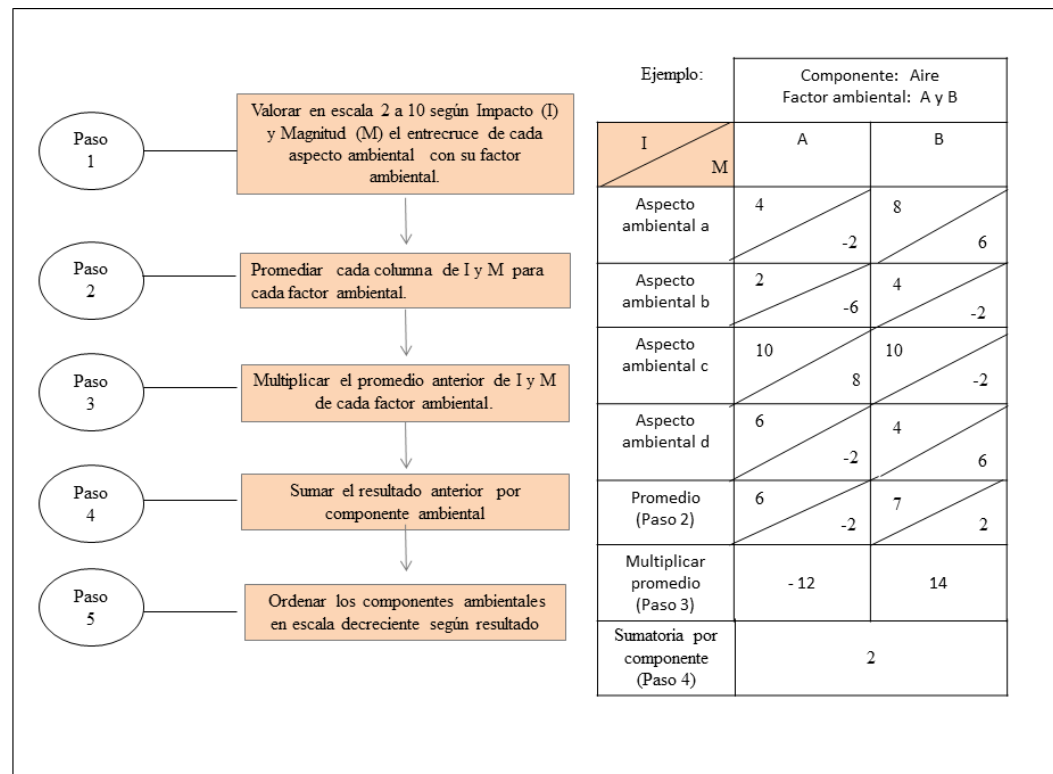 Paso
1
Valorar en escala 2 a 10 según Impacto (I)
y Magnitud (M) el entrecruce de cada
aspecto ambiental con su factor
ambiental.
Paso
2
Promediar cada columna de I y M para
cada factor ambiental.
Paso
3
Multiplicar el promedio anterior de I y M
de cada factor ambiental.
Paso
4
Sumar el resultado anterior por
componente ambiental
Paso
5
Ordenar los componentes ambientales
en escala decreciente según resultado
Ejemplo:
Componente: Aire
Factor ambiental: A y B
I
M
A
B
Aspecto
ambiental a
4
-2
8
6
Aspecto
ambiental b
2
-6
4
-2
Aspecto
ambiental c
10
8
10
-2
Aspecto
ambiental d
6
-2
4
6
Promedio
(Paso 2)
6
-2
7
2
Multiplicar
promedio
(Paso 3)
- 12
14
Sumatoria por
componente
(Paso 4)
2